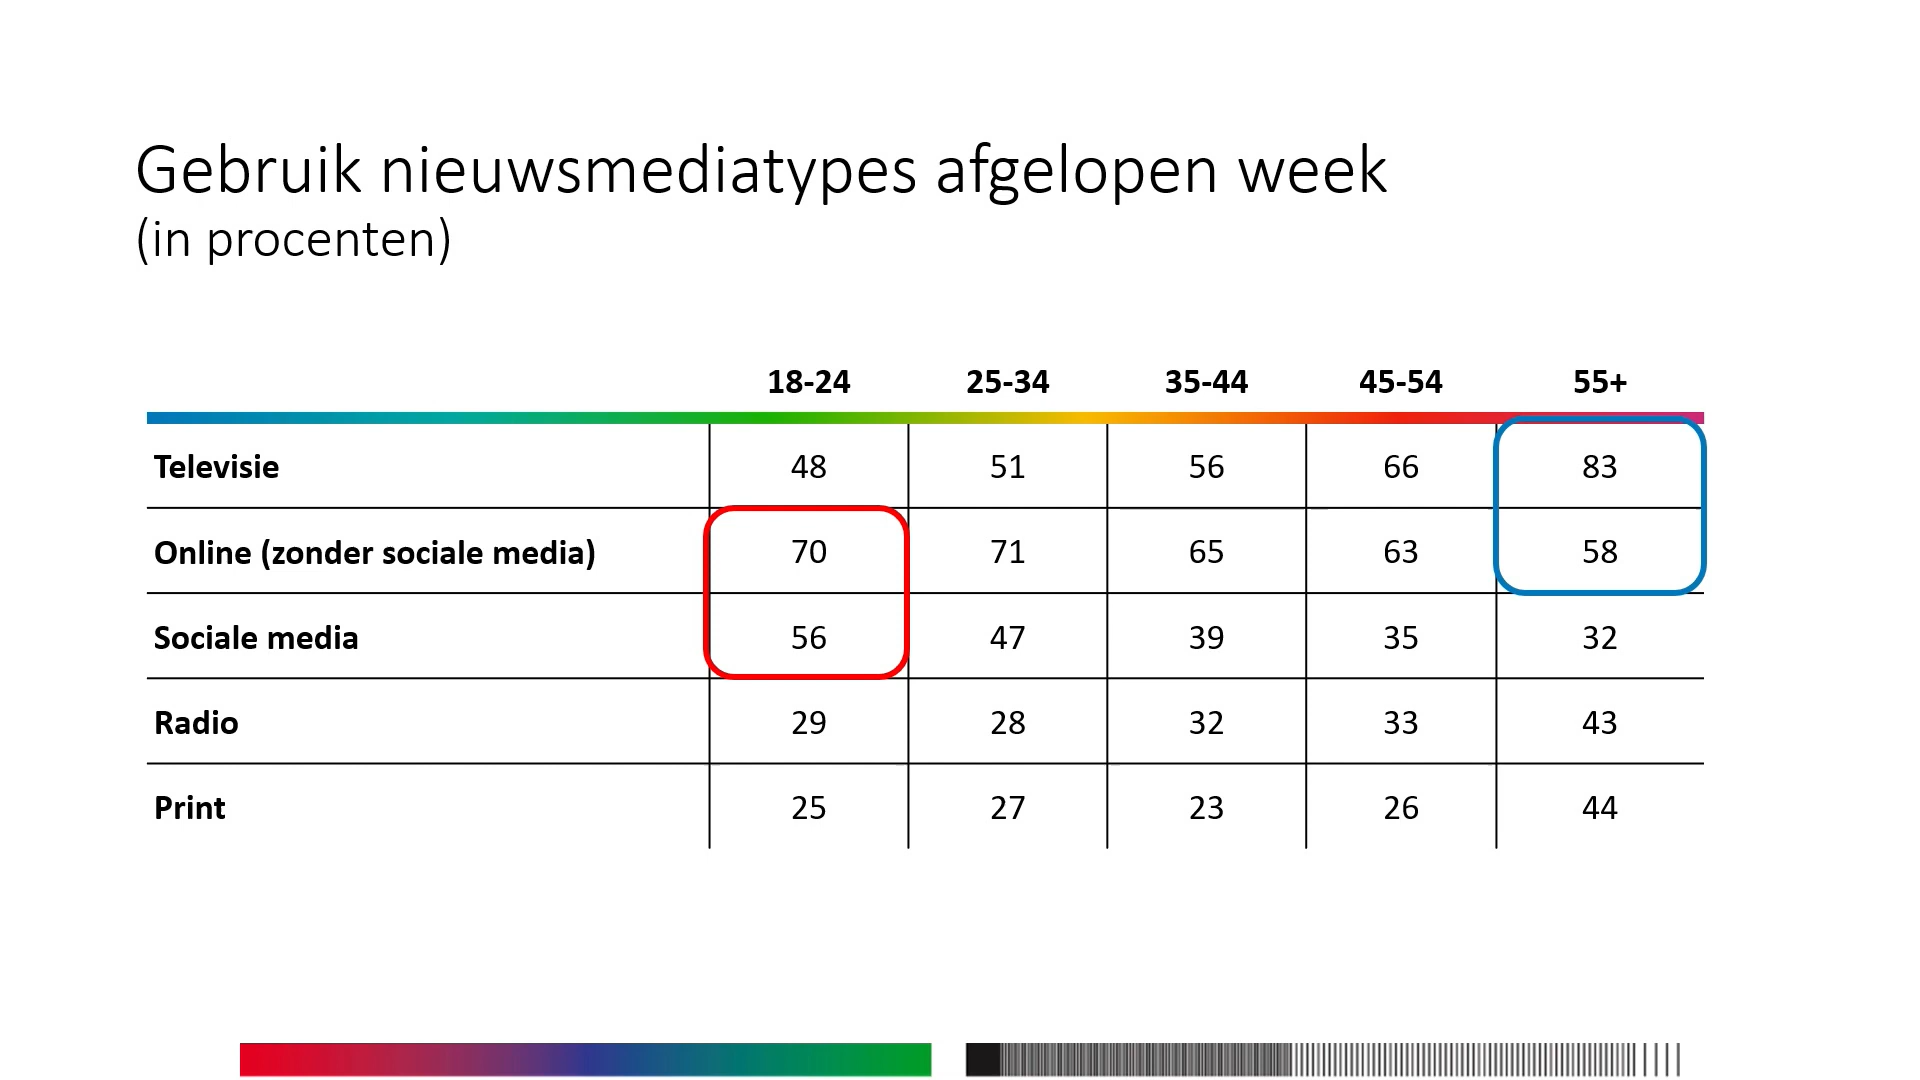 Gebruik nieuwsmediatypes afgelopen week
(in procenten)
18-24 25-34 35-44 45-54 55+
Televisie 48 51 56 66 83
Online (zonder sociale media) 70 71 65 63 58
Sociale media 56 47 39 35 32
Radio 29 28 32 33 43
Print 25 27 23 26 44